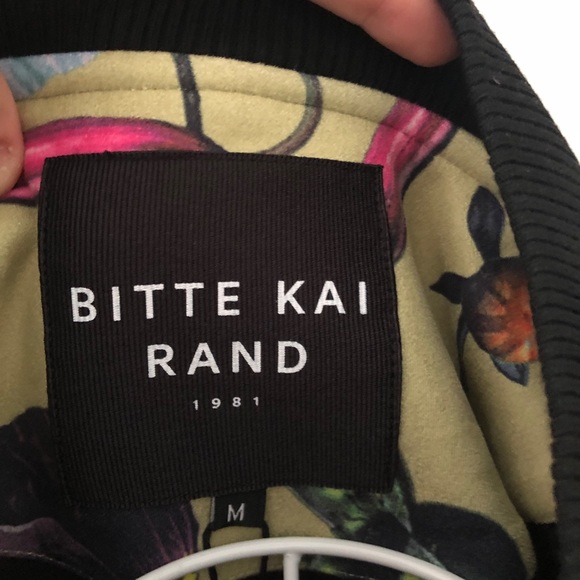 BITTE KAI
RAND
1981
M